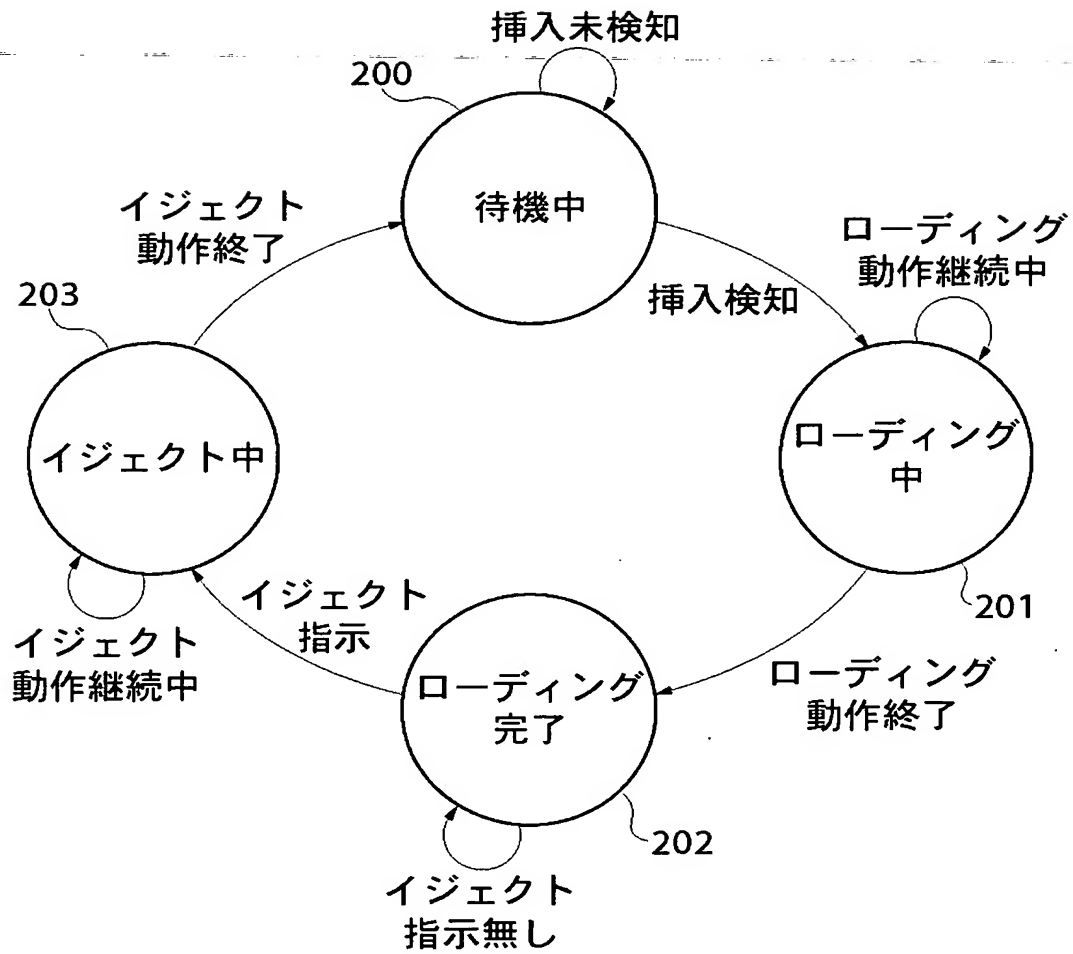 挿入未検知
200
待機中
イジェクト
動作終了
ローディング
動作継続中
挿入検知
203
イジェクト中
ローディング
中
201
イジェクト
指示
イジェクト
動作継続中
ローディング
完了
ローディング
動作終了
202
イジェクト
指示無し